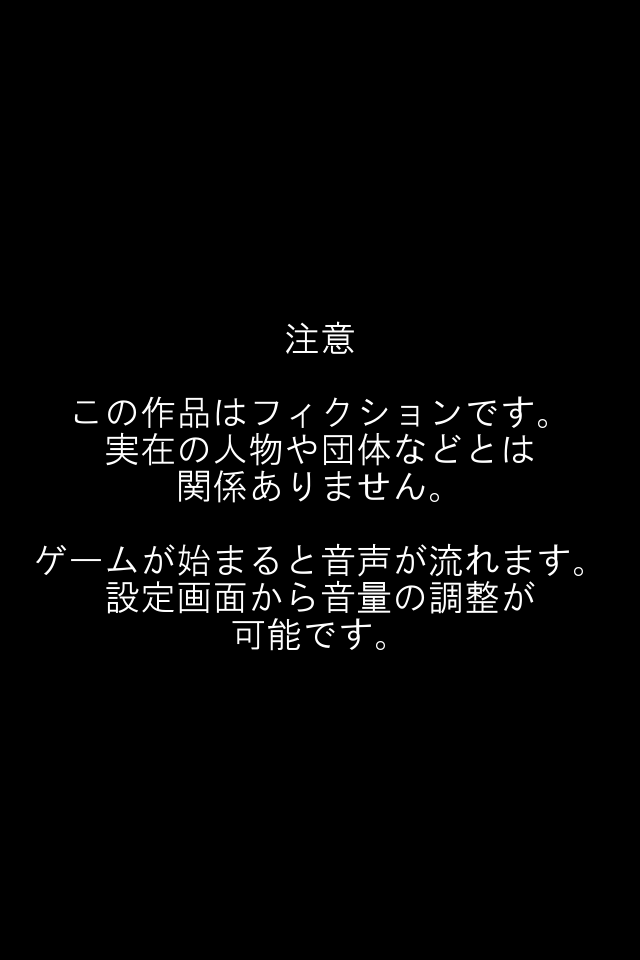 注意
この作品はフィクションです。
実在の人物や団体などとは
関係ありません。
ゲームが始まると音声が流れます。
設定画面から音量の調整が
可能です。